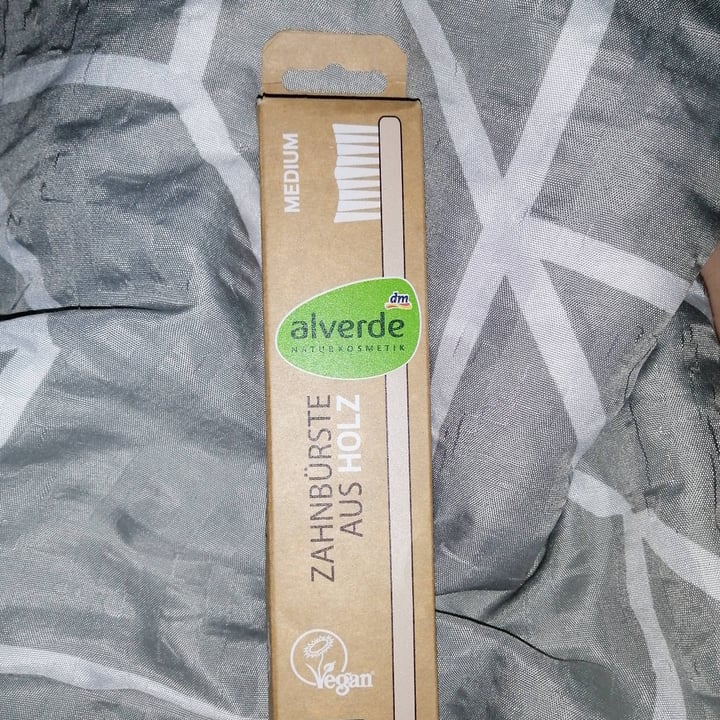 MEDIUM
dm
alverde
NATURKOSMETIK
ZAHNBÜRSTE
AUS HOLZ
Vegan